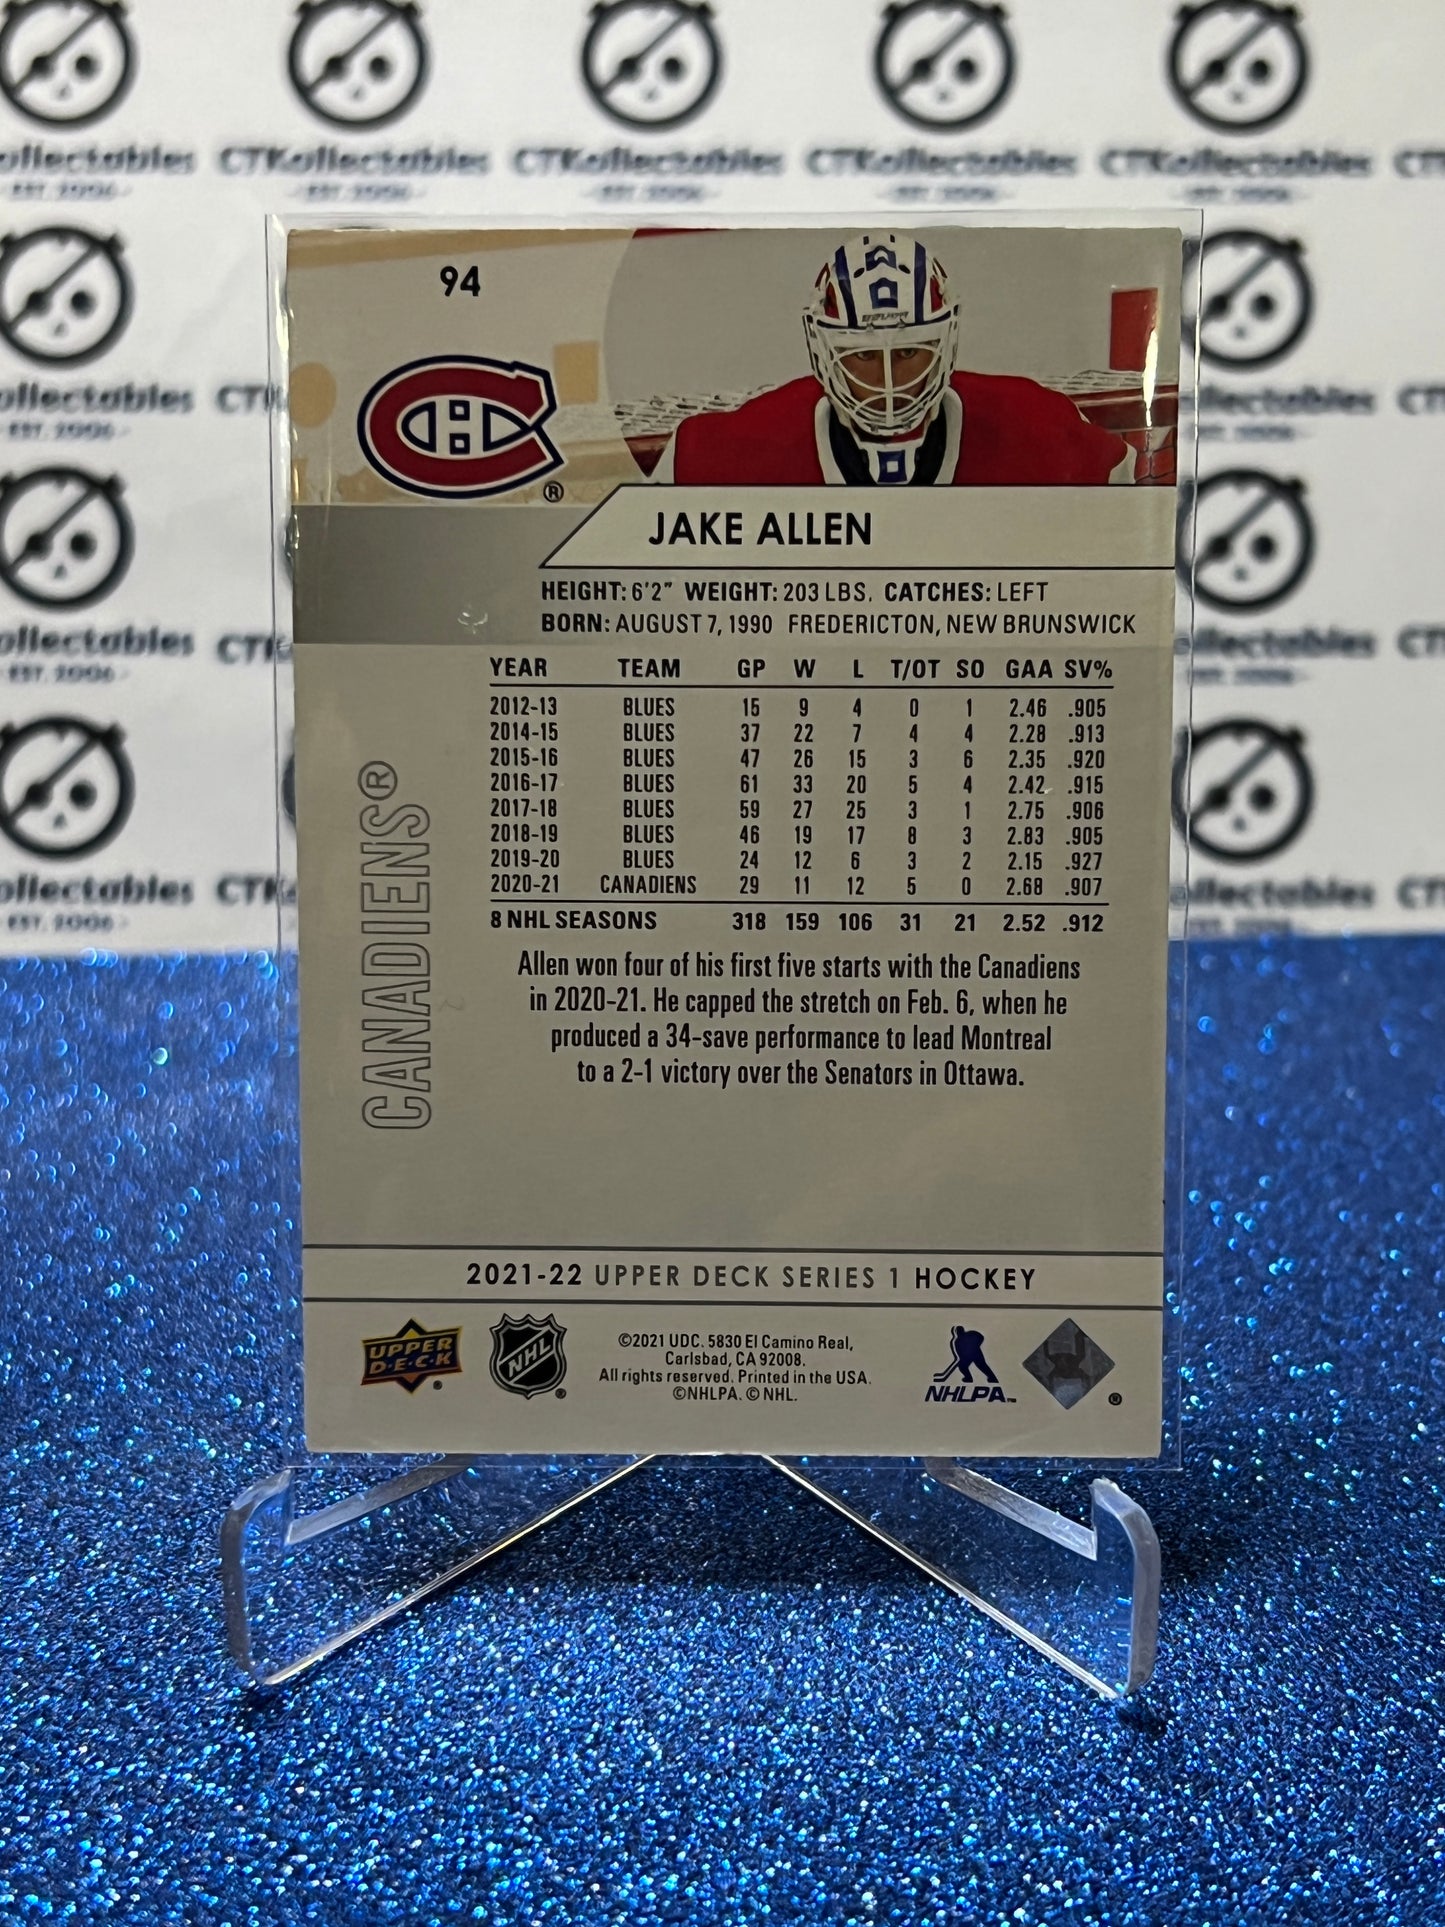 CTKollectables CTKollectables CTKollectables CTKollectables
EST. 2006
94
JAKE ALLEN
HEIGHT: 6'2" WEIGHT: 203 LBS. CATCHES: LEFT
BORN: AUGUST 7, 1990 FREDERICTON, NEW BRUNSWICK
YEAR TEAM GP W L T/OT SO GAA SV%
2012-13 BLUES 15 9 4 0 1 2.46 .905
2014-15 BLUES 37 22 7 4 4 2.28 .913
2015-16 BLUES 47 26 15 3 6 2.35 .920
2016-17 BLUES 61 33 20 5 4 2.42 .915
2017-18 BLUES 59 27 25 3 1 2.75 .906
2018-19 BLUES 46 19 17 8 3 2.83 .905
2019-20 BLUES 24 12 6 3 2 2.15 .927
2020-21 CANADIENS 29 11 12 5 0 2.68 .907
8 NHL SEASONS 318 159 106 31 21 2.52 .912
CANADIENS®
Allen won four of his first five starts with the Canadiens
in 2020-21. He capped the stretch on Feb. 6, when he
produced a 34-save performance to lead Montreal
to a 2-1 victory over the Senators in Ottawa.
2021-22 UPPER DECK SERIES 1 HOCKEY
UPPER
D·E·C·K
NHL
©2021 UDC. 5830 El Camino Real,
Carlsbad, CA 92008.
All rights reserved. Printed in the USA.
©NHLPA. © NHL.
NHLPA™